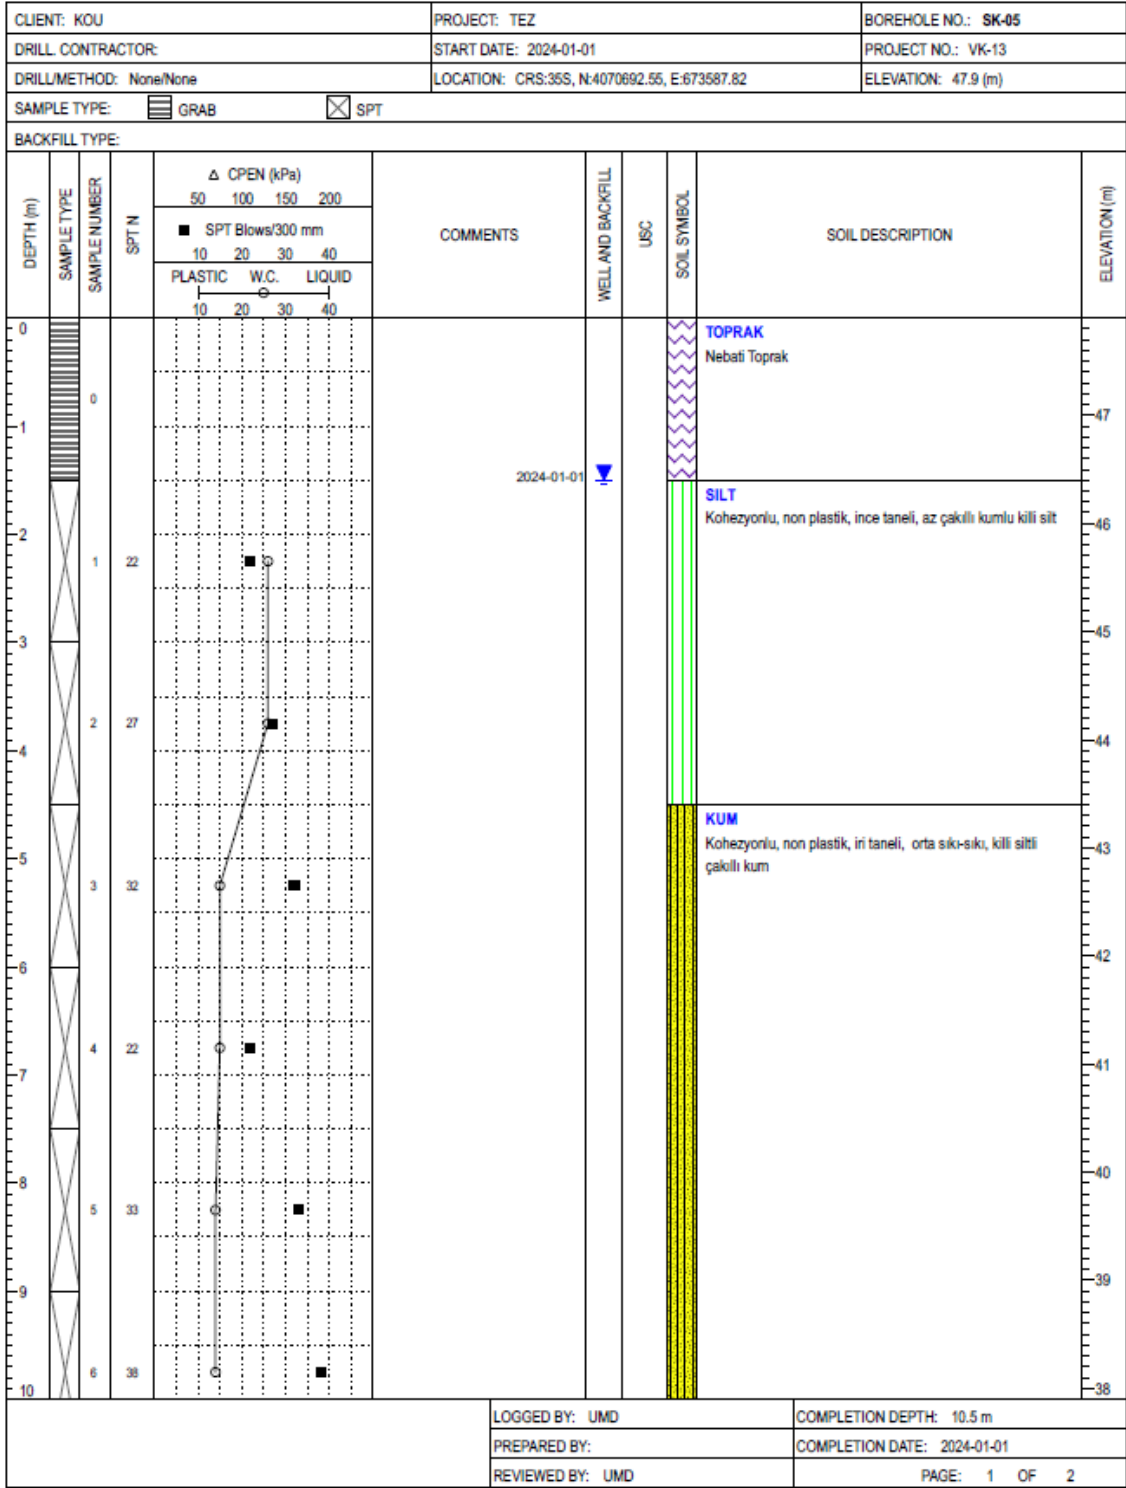 CLIENT: KOU
PROJECT: TEZ
BOREHOLE NO.: SK-05
DRILL. CONTRACTOR:
START DATE: 2024-01-01
PROJECT NO.: VK-13
DRILL/METHOD: None/None
LOCATION: CRS:35S, N:4070692.55, E:673587.82
ELEVATION: 47.9 (m)
SAMPLE TYPE: GRAB SPT
BACKFILL TYPE:
DEPTH (m)
SAMPLE TYPE
SAMPLE NUMBER
SPT N
Δ CPEN (kPa)
50 100 150 200
■ SPT Blows/300 mm
10 20 30 40
PLASTIC W.C. LIQUID
10 20 30 40
COMMENTS
WELL AND BACKFILL
USC
SOIL SYMBOL
SOIL DESCRIPTION
ELEVATION (m)
0
TOPRAK
Nebati Toprak
0
47
1
2024-01-01
SILT
Kohezyonlu, non plastik, ince taneli, az çakıllı kumlu killi silt
46
2
1 22
45
3
2 27
44
4
KUM
Kohezyonlu, non plastik, iri taneli, orta sıkı-sıkı, killi siltli
çakıllı kum
43
5
3 32
42
6
4 22
41
7
40
8
5 33
39
9
6 38
38
10
LOGGED BY: UMD
COMPLETION DEPTH: 10.5 m
PREPARED BY:
COMPLETION DATE: 2024-01-01
REVIEWED BY: UMD
PAGE: 1 OF 2